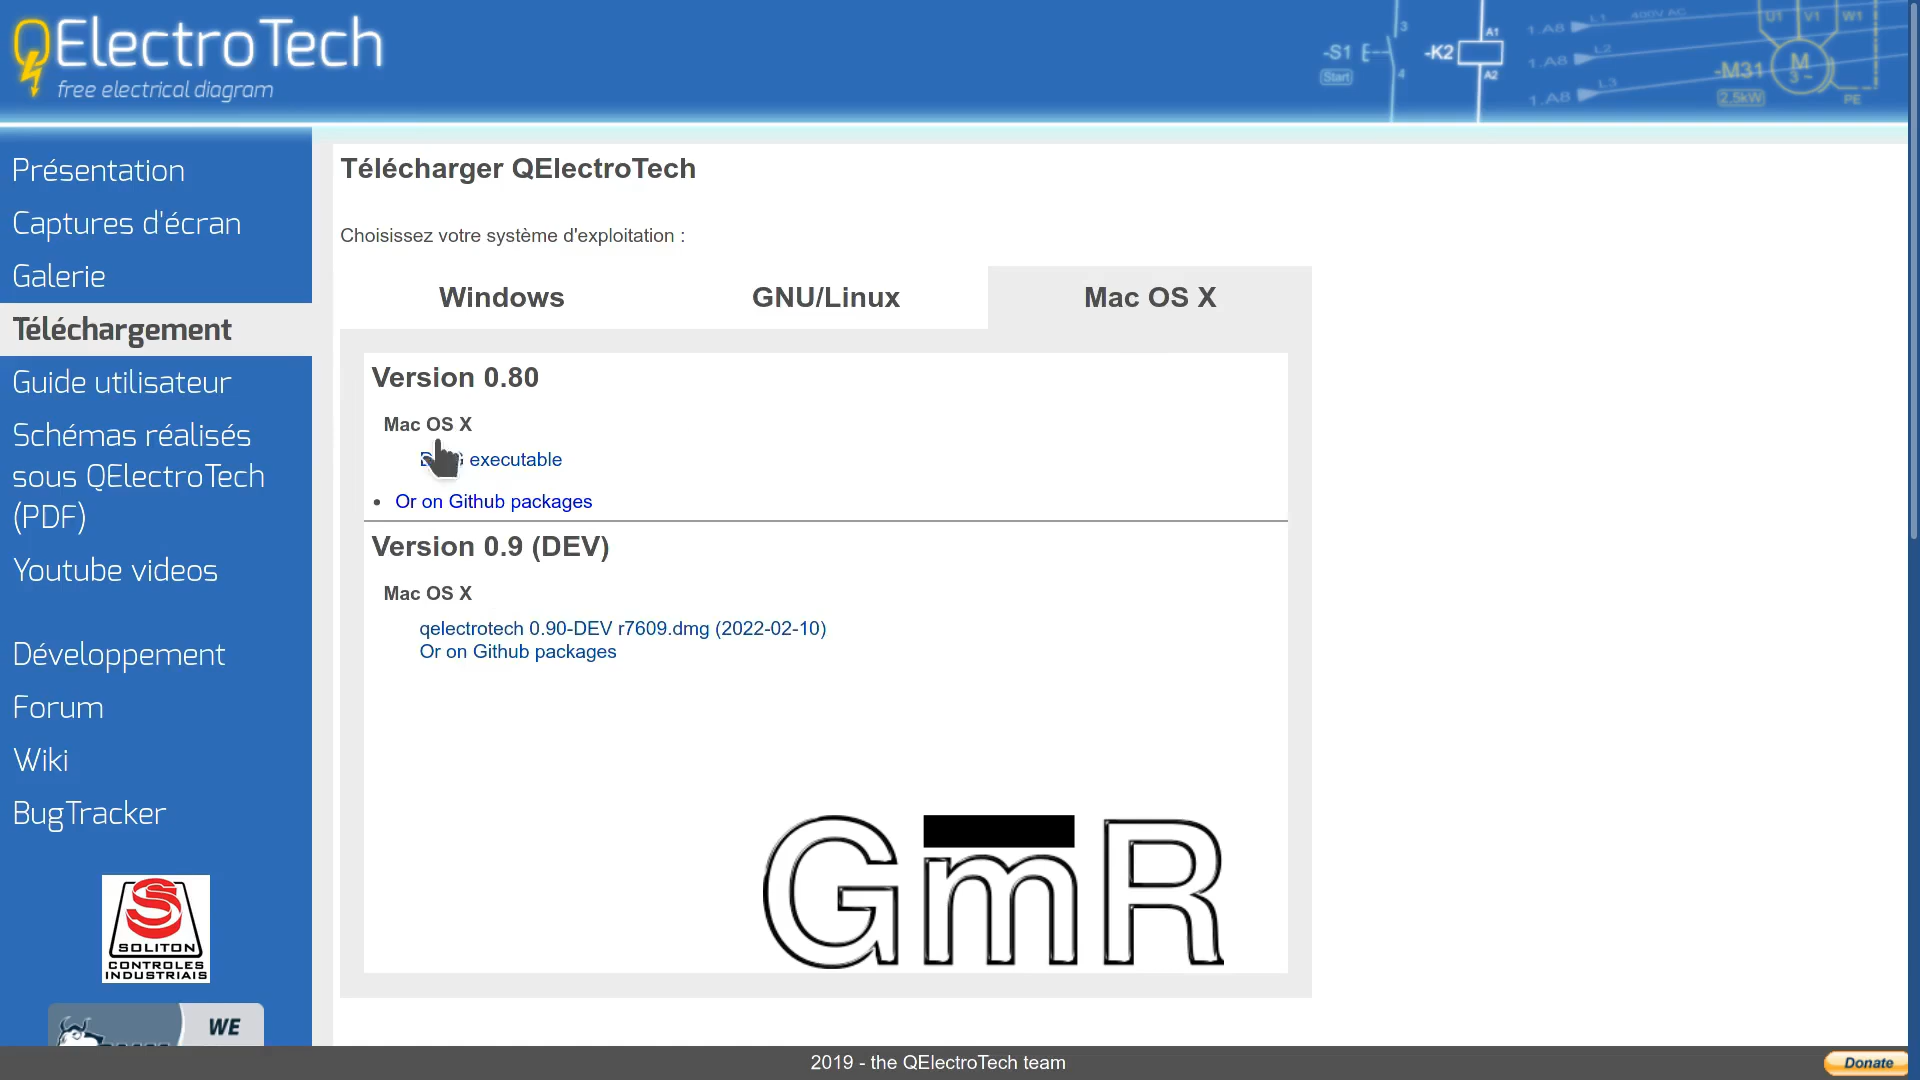 QElectroTech
free electrical diagram
-S1
Start
3
4
-K2
A1
A2
1.A8
L1
400V AC
1.A8
L2
1.A8
L3
-M31
2,5kW
U1
V1
W1
M
3 ~
PE
Présentation
Captures d'écran
Galerie
Téléchargement
Guide utilisateur
Schémas réalisés
sous QElectroTech
(PDF)
Youtube videos
Développement
Forum
Wiki
BugTracker
S
SOLITON
CONTROLES
INDUSTRIAIS
WE
Télécharger QElectroTech
Choisissez votre système d'exploitation :
Windows
GNU/Linux
Mac OS X
Version 0.80
Mac OS X
executable
Or on Github packages
Version 0.9 (DEV)
Mac OS X
qelectrotech 0.90-DEV r7609.dmg (2022-02-10)
Or on Github packages
GmR
2019 - the QElectroTech team
Donate